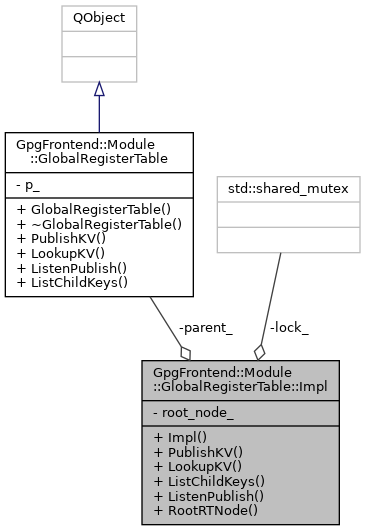 QObject
GpgFrontend::Module
::GlobalRegisterTable
- p_
+ GlobalRegisterTable()
+ ~GlobalRegisterTable()
+ PublishKV()
+ LookupKV()
+ ListenPublish()
+ ListChildKeys()
std::shared_mutex
-parent_
-lock_
GpgFrontend::Module
::GlobalRegisterTable::Impl
- root_node_
+ Impl()
+ PublishKV()
+ LookupKV()
+ ListChildKeys()
+ ListenPublish()
+ RootRTNode()